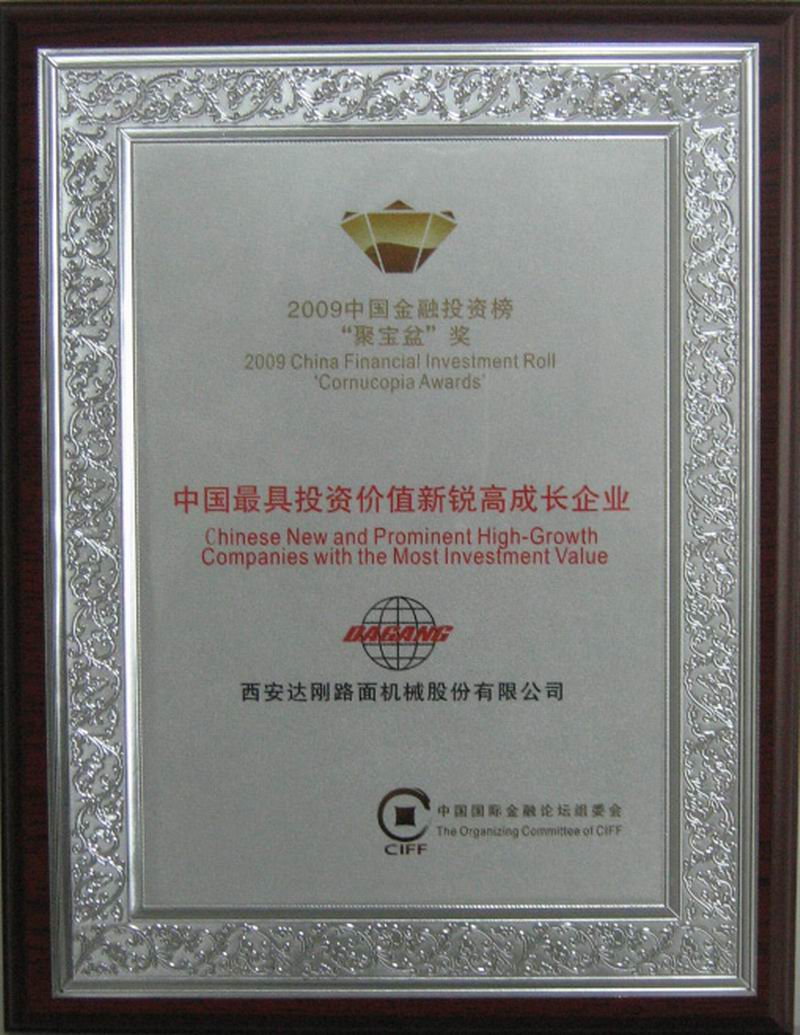 2009中国金融投资榜
“聚宝盆”奖
2009 China Financial Investment Roll
'Cornucopia Awards'
中国最具投资价值新锐高成长企业
Chinese New and Prominent High-Growth
Companies with the Most Investment Value
DAGANG
西安达刚路面机械股份有限公司
中国国际金融论坛组委会
The Organizing Committee of CIFF
CIFF